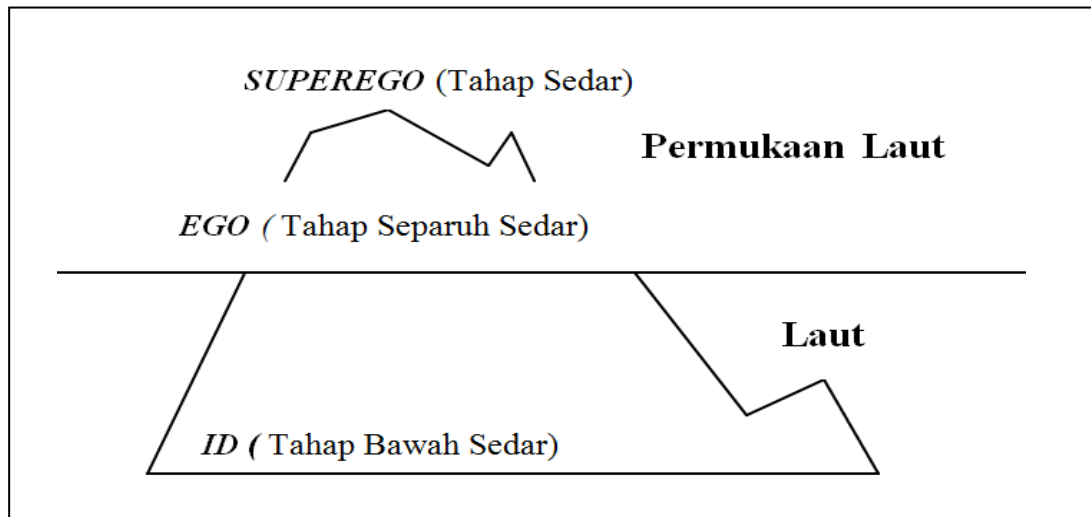 SUPEREGO (Tahap Sedar)
Permukaan Laut
EGO ( Tahap Separuh Sedar)
Laut
ID ( Tahap Bawah Sedar)